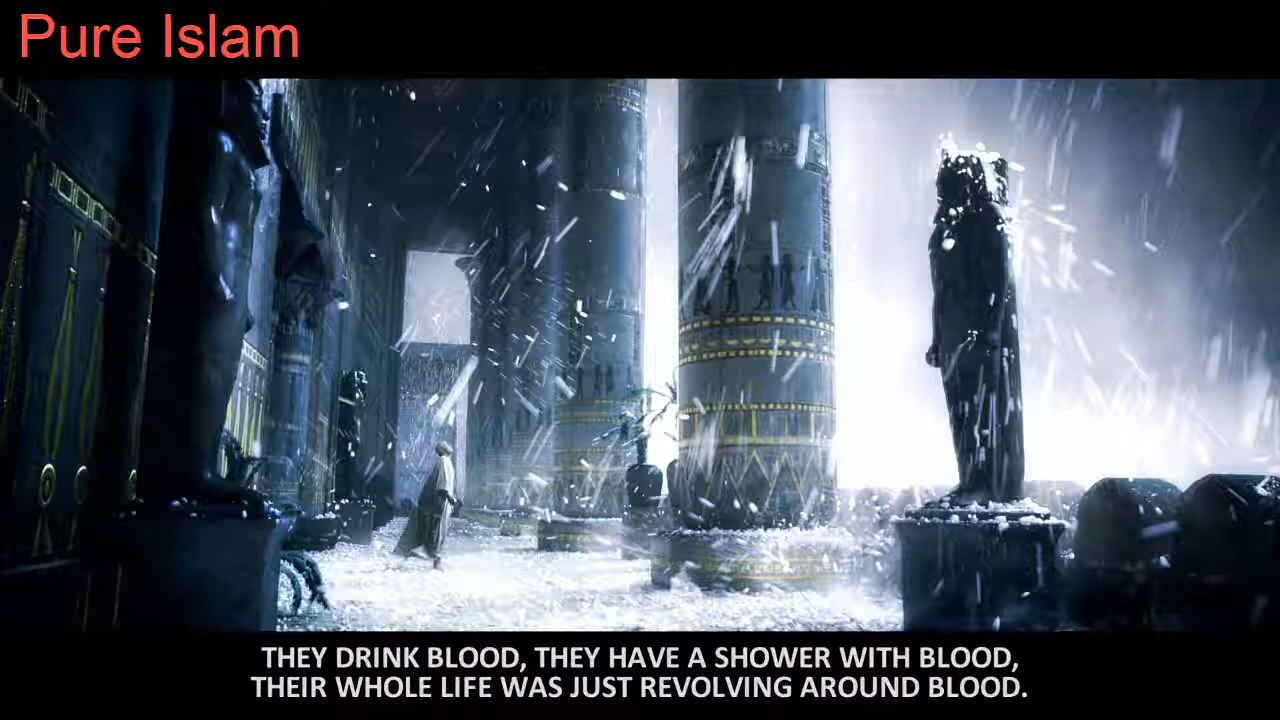 Pure Islam
THEY DRINK BLOOD, THEY HAVE A SHOWER WITH BLOOD,
THEIR WHOLE LIFE WAS JUST REVOLVING AROUND BLOOD.